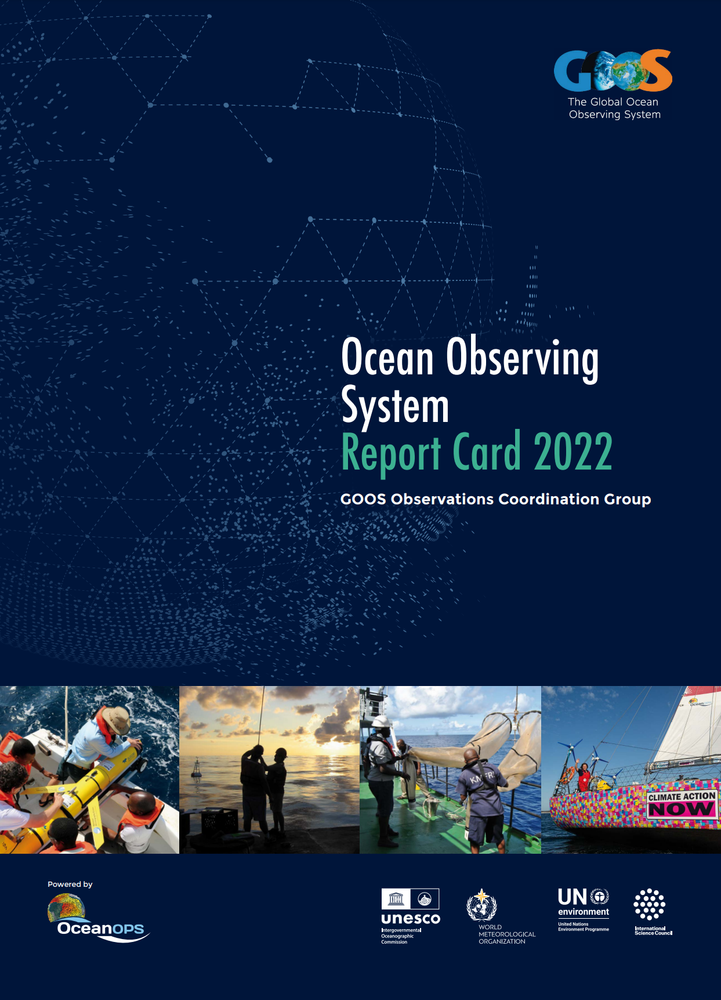 GOOS
The Global Ocean
Observing System
Ocean Observing
System
Report Card 2022
GOOS Observations Coordination Group
Ocean
KMFRI
CLIMATE ACTION
NOW
Powered by
OceanOPS
unesco
Intergovernmental
Oceanographic
Commission
WORLD
METEOROLOGICAL
ORGANIZATION
UN
environment
United Nations
Environment Programme
International
Science Council